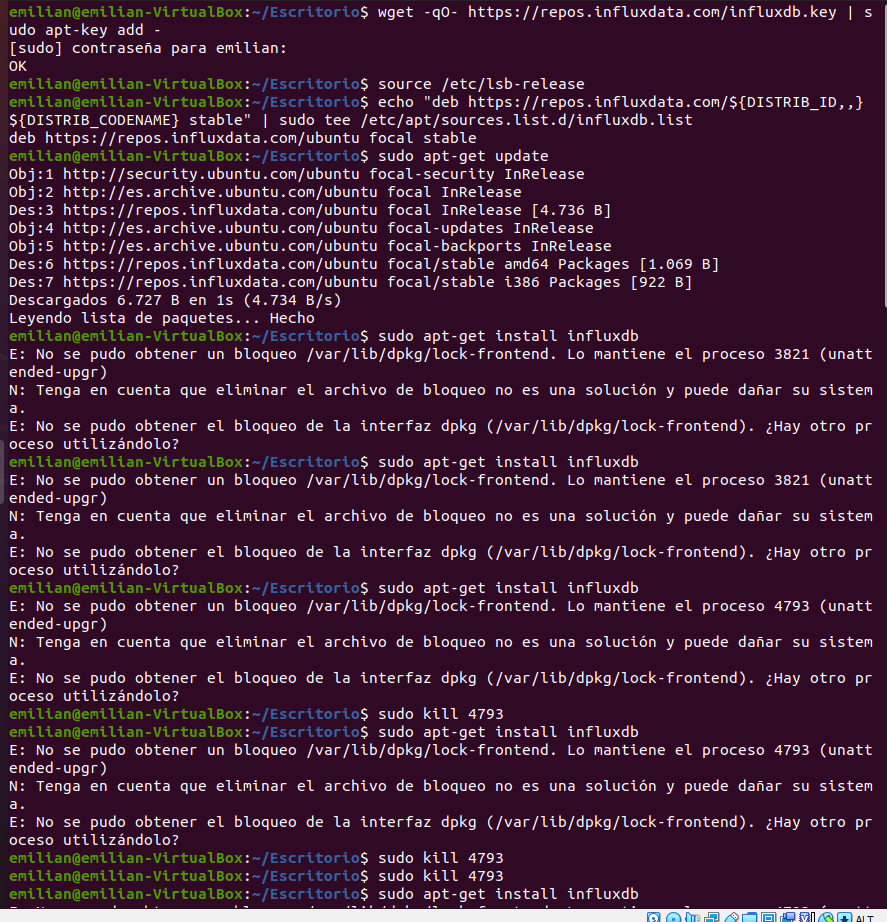 emilian@emilian-VirtualBox:~/Escritorio$ wget -qO- https://repos.influxdata.com/influxdb.key | s
udo apt-key add -
[sudo] contraseña para emilian:
OK
emilian@emilian-VirtualBox:~/Escritorio$ source /etc/lsb-release
emilian@emilian-VirtualBox:~/Escritorio$ echo "deb https://repos.influxdata.com/${DISTRIB_ID,,}
${DISTRIB_CODENAME} stable" | sudo tee /etc/apt/sources.list.d/influxdb.list
deb https://repos.influxdata.com/ubuntu focal stable
emilian@emilian-VirtualBox:~/Escritorio$ sudo apt-get update
Obj:1 http://security.ubuntu.com/ubuntu focal-security InRelease
Obj:2 http://es.archive.ubuntu.com/ubuntu focal InRelease
Des:3 https://repos.influxdata.com/ubuntu focal InRelease [4.736 B]
Obj:4 http://es.archive.ubuntu.com/ubuntu focal-updates InRelease
Obj:5 http://es.archive.ubuntu.com/ubuntu focal-backports InRelease
Des:6 https://repos.influxdata.com/ubuntu focal/stable amd64 Packages [1.069 B]
Des:7 https://repos.influxdata.com/ubuntu focal/stable i386 Packages [922 B]
Descargados 6.727 B en 1s (4.734 B/s)
Leyendo lista de paquetes... Hecho
emilian@emilian-VirtualBox:~/Escritorio$ sudo apt-get install influxdb
E: No se pudo obtener un bloqueo /var/lib/dpkg/lock-frontend. Lo mantiene el proceso 3821 (unatt
ended-upgr)
N: Tenga en cuenta que eliminar el archivo de bloqueo no es una solución y puede dañar su sistem
a.
E: No se pudo obtener el bloqueo de la interfaz dpkg (/var/lib/dpkg/lock-frontend). ¿Hay otro pr
oceso utilizándolo?
emilian@emilian-VirtualBox:~/Escritorio$ sudo apt-get install influxdb
E: No se pudo obtener un bloqueo /var/lib/dpkg/lock-frontend. Lo mantiene el proceso 3821 (unatt
ended-upgr)
N: Tenga en cuenta que eliminar el archivo de bloqueo no es una solución y puede dañar su sistem
a.
E: No se pudo obtener el bloqueo de la interfaz dpkg (/var/lib/dpkg/lock-frontend). ¿Hay otro pr
oceso utilizándolo?
emilian@emilian-VirtualBox:~/Escritorio$ sudo apt-get install influxdb
E: No se pudo obtener un bloqueo /var/lib/dpkg/lock-frontend. Lo mantiene el proceso 4793 (unatt
ended-upgr)
N: Tenga en cuenta que eliminar el archivo de bloqueo no es una solución y puede dañar su sistem
a.
E: No se pudo obtener el bloqueo de la interfaz dpkg (/var/lib/dpkg/lock-frontend). ¿Hay otro pr
oceso utilizándolo?
emilian@emilian-VirtualBox:~/Escritorio$ sudo kill 4793
emilian@emilian-VirtualBox:~/Escritorio$ sudo apt-get install influxdb
E: No se pudo obtener un bloqueo /var/lib/dpkg/lock-frontend. Lo mantiene el proceso 4793 (unatt
ended-upgr)
N: Tenga en cuenta que eliminar el archivo de bloqueo no es una solución y puede dañar su sistem
a.
E: No se pudo obtener el bloqueo de la interfaz dpkg (/var/lib/dpkg/lock-frontend). ¿Hay otro pr
oceso utilizándolo?
emilian@emilian-VirtualBox:~/Escritorio$ sudo kill 4793
emilian@emilian-VirtualBox:~/Escritorio$ sudo kill 4793
emilian@emilian-VirtualBox:~/Escritorio$ sudo apt-get install influxdb
ALT